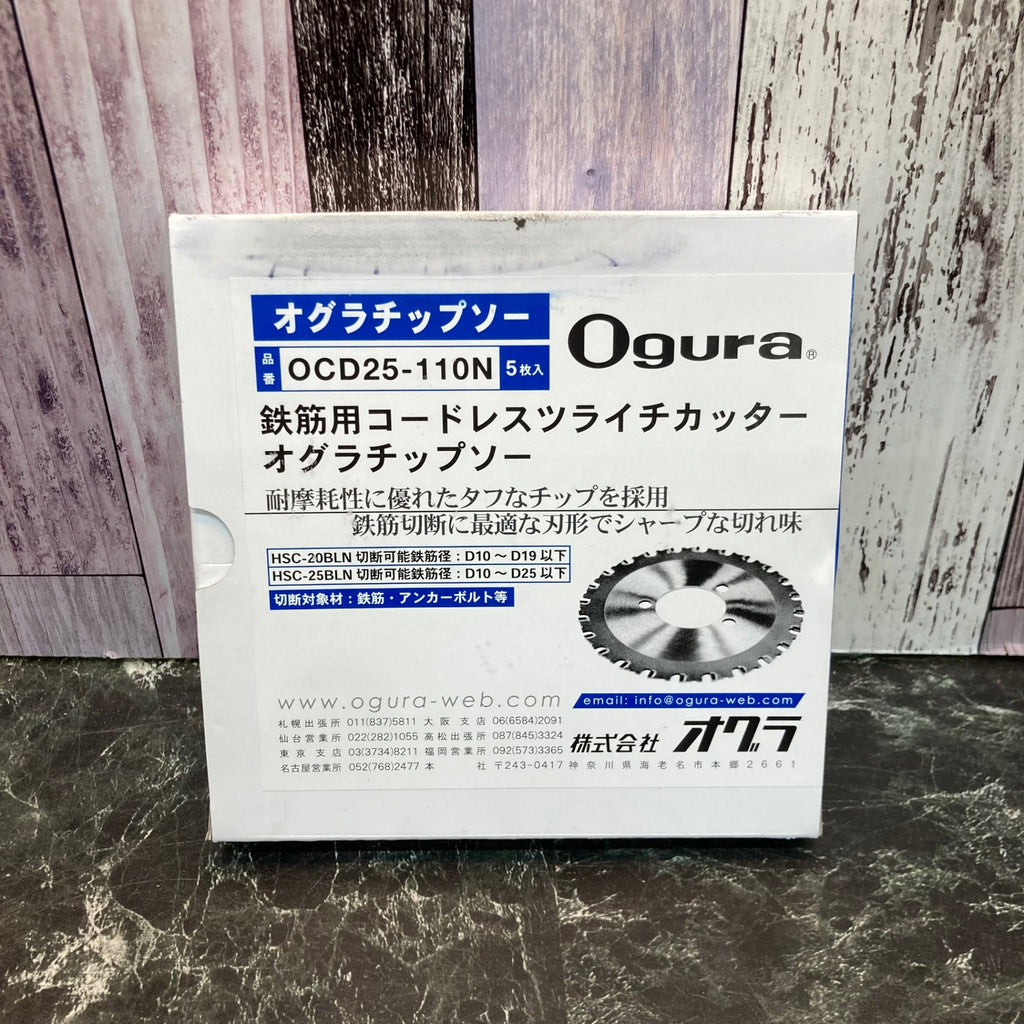 オグラチップソー
Ogura®
品番 OCD25-110N 5枚入
鉄筋用コードレスツライチカッター
オグラチップソー
耐摩耗性に優れたタフなチップを採用
鉄筋切断に最適な刃形でシャープな切れ味
HSC-20BLN 切断可能鉄筋径：D10～D19以下
HSC-25BLN 切断可能鉄筋径：D10～D25以下
切断対象材：鉄筋・アンカーボルト等
www.ogura-web.com
email: info@ogura-web.com
札幌出張所 011(837)5811 大阪支店 06(6584)2091
仙台営業所 022(282)1055 高松出張所 087(845)3324
東京支店 03(3734)8211 福岡営業所 092(573)3365
株式会社 オグラ
名古屋営業所 052(768)2477 本社 〒243-0417 神奈川県海老名市本郷2661